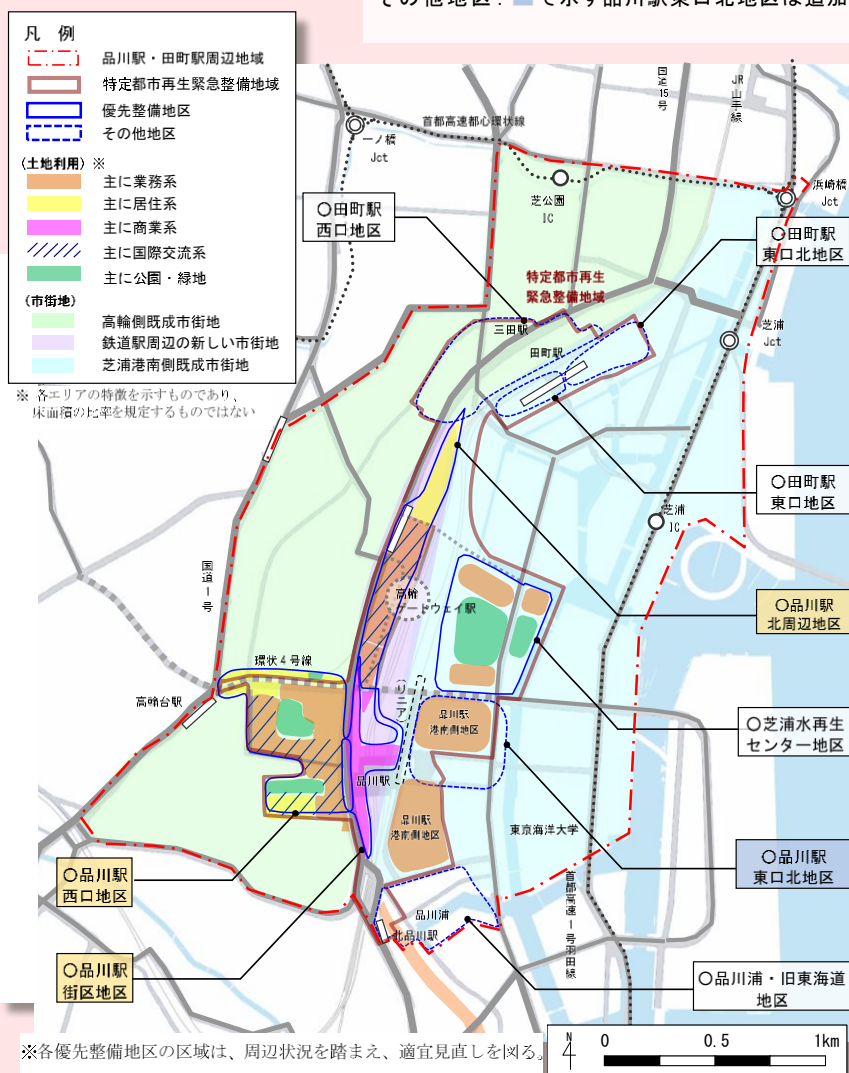 その他地区：■で示す品川駅東口北地区は追加
凡 例
品川駅・田町駅周辺地域
特定都市再生緊急整備地域
優先整備地区
その他地区
(土地利用) ※
主に業務系
主に居住系
主に商業系
主に国際交流系
主に公園・緑地
(市街地)
高輪側既成市街地
鉄道駅周辺の新しい市街地
芝浦港南側既成市街地
※ 各エリアの特徴を示すものであり、
床面積の比率を規定するものではない
国道15号
JR山手線
首都高速都心環状線
一ノ橋
Jct
芝公園
IC
浜崎橋
Jct
〇田町駅
西口地区
〇田町駅
東口北地区
特定都市再生
緊急整備地域
三田駅
田町駅
芝浦
Jct
〇田町駅
東口地区
芝浦
IC
国道1号
高輪
ゲートウェイ駅
〇品川駅
北周辺地区
環状4号線
高輪台駅
(リニア)
品川駅
港南側地区
〇芝浦水再生
センター地区
品川駅
品川駅
港南側地区
東京海洋大学
〇品川駅
東口北地区
〇品川駅
西口地区
首都高速1号羽田線
品川浦
北品川駅
〇品川駅
街区地区
〇品川浦・旧東海道
地区
※各優先整備地区の区域は、周辺状況を踏まえ、適宜見直しを図る。
N
0 0.5 1km